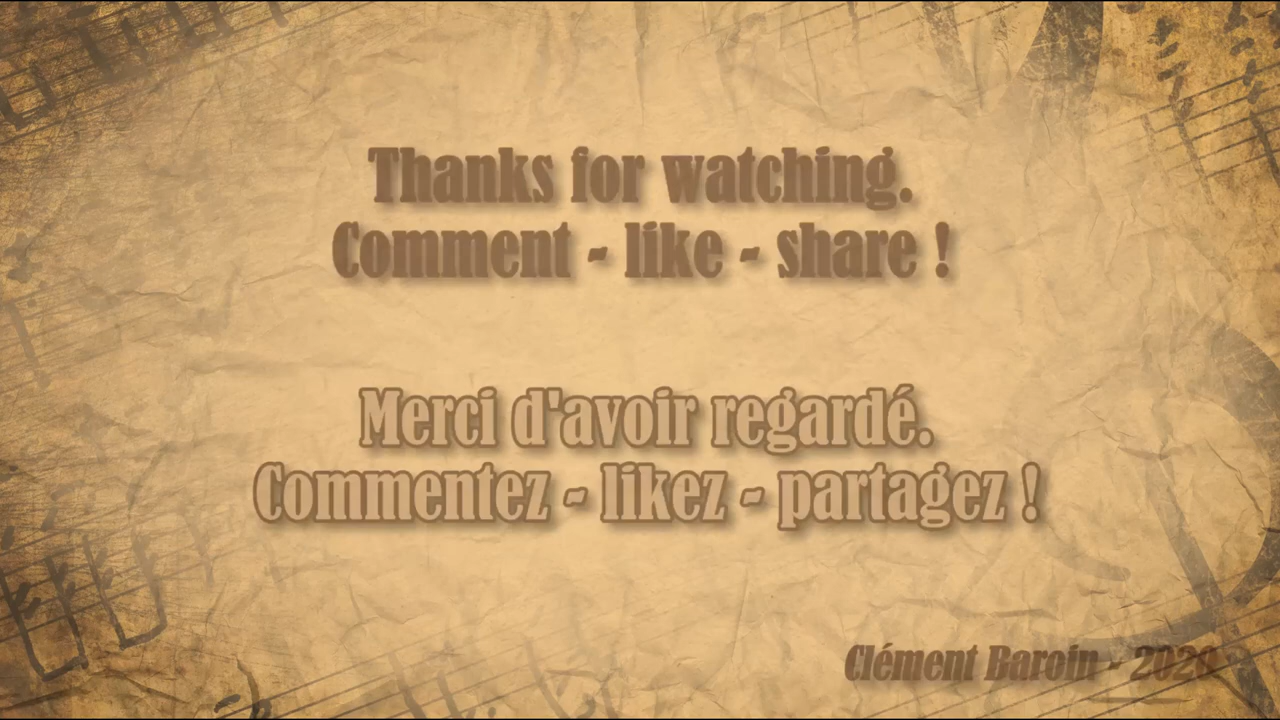 Thanks for watching.
Comment - like - share !
Merci d'avoir regardé.
Commentez - likez - partagez !
Clément Baroin - 2020